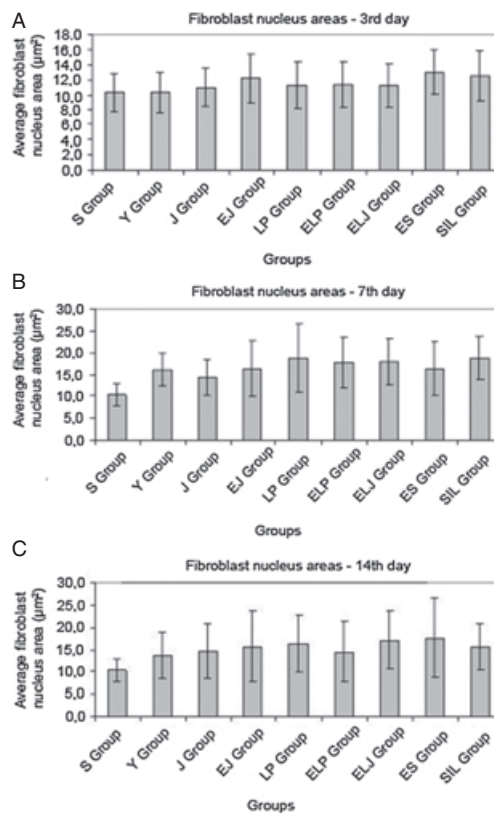 A
Fibroblast nucleus areas - 3rd day
Average fibroblast
nucleus area (µm²)
18,0
16,0
14,0
12,0
10,0
8,0
6,0
4,0
2,0
0,0
S Group
Y Group
J Group
EJ Group
LP Group
ELP Group
ELJ Group
ES Group
SIL Group
Groups
B
Fibroblast nucleus areas - 7th day
Average fibroblast
nucleus area (µm²)
30,0
25,0
20,0
15,0
10,0
5,0
0,0
S Group
Y Group
J Group
EJ Group
LP Group
ELP Group
ELJ Group
ES Group
SIL Group
Groups
C
Fibroblast nucleus areas - 14th day
Average fibroblast
nucleus area (µm²)
30,0
25,0
20,0
15,0
10,0
5,0
0,0
S Group
Y Group
J Group
EJ Group
LP Group
ELP Group
ELJ Group
ES Group
SIL Group
Groups